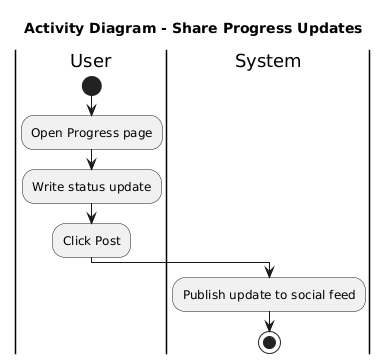 Activity Diagram - Share Progress Updates
User
System
Open Progress page
Write status update
Click Post
Publish update to social feed